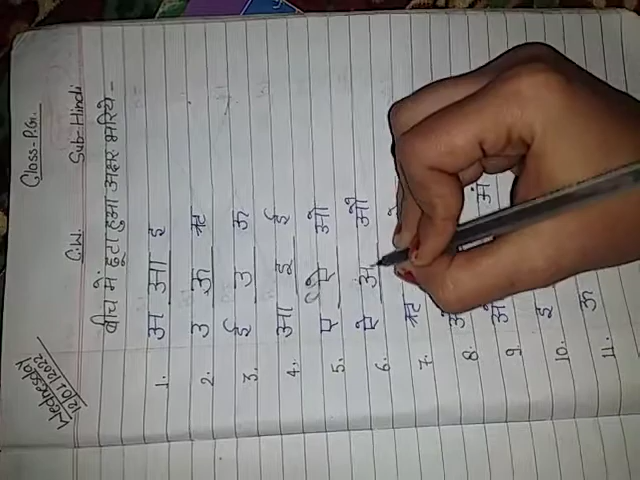 Class-P.G.
Wednesday
12/01/2022
C.W. Sub-Hindi
बीच में छूटा हुआ अक्षर भरिये -
1. अ आ इ
2. उ ऊ ऋ
3. ई उ ऊ
4. आ इ ई
5. ए ऐ ओ
6. ऐ अ औ
7. ऋ
8.
9. अं
10. इ
11. ऊ